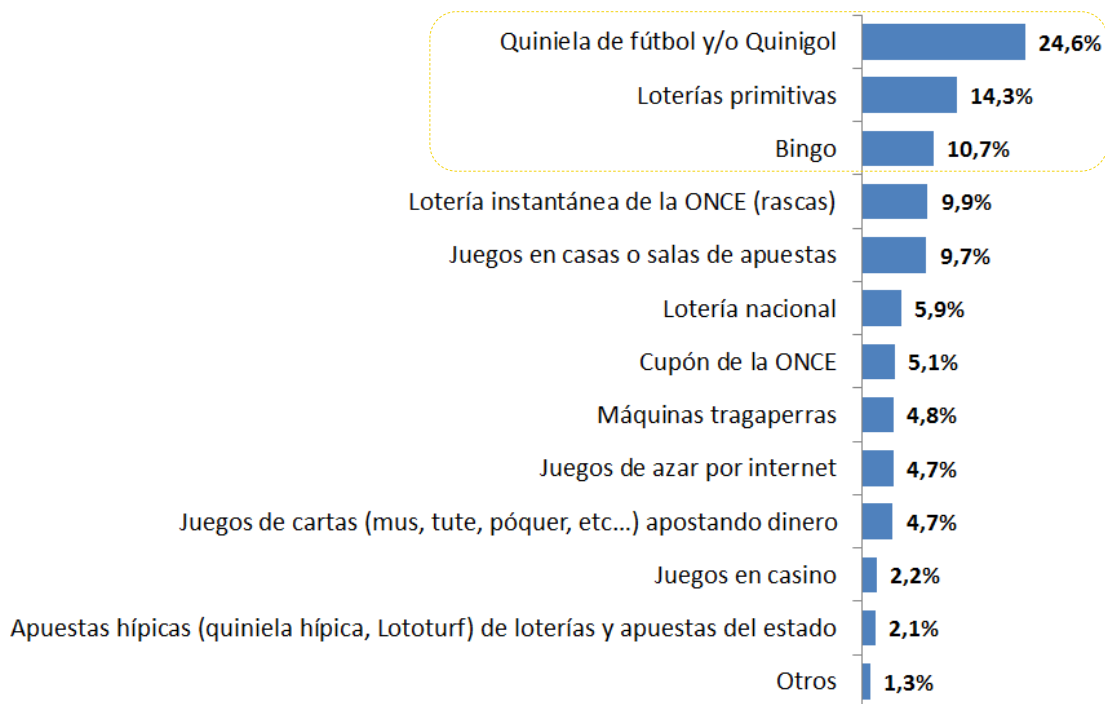 Quiniela de fútbol y/o Quinigol 24,6%
Loterías primitivas 14,3%
Bingo 10,7%
Lotería instantánea de la ONCE (rascas) 9,9%
Juegos en casas o salas de apuestas 9,7%
Lotería nacional 5,9%
Cupón de la ONCE 5,1%
Máquinas tragaperras 4,8%
Juegos de azar por internet 4,7%
Juegos de cartas (mus, tute, póquer, etc...) apostando dinero 4,7%
Juegos en casino 2,2%
Apuestas hípicas (quiniela hípica, Lototurf) de loterías y apuestas del estado 2,1%
Otros 1,3%